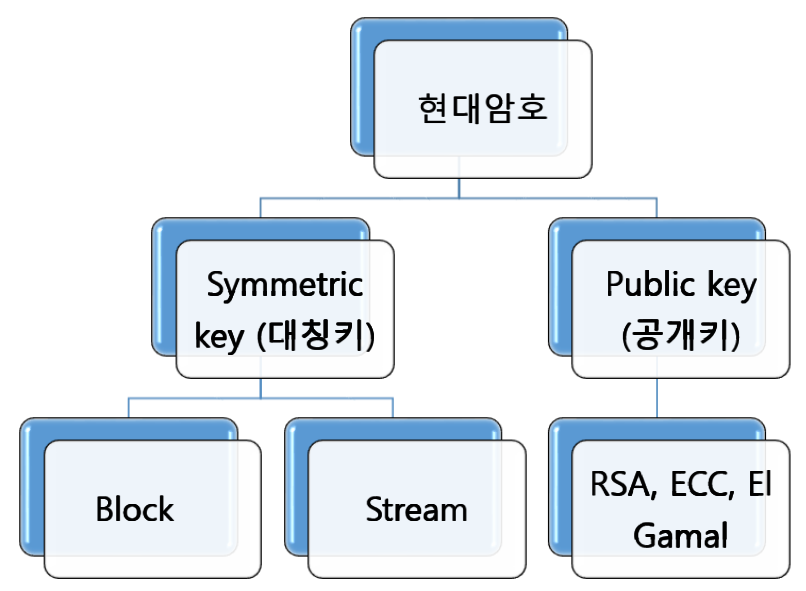 현대암호
Symmetric
key (대칭키)
Public key
(공개키)
Block
Stream
RSA, ECC, El
Gamal